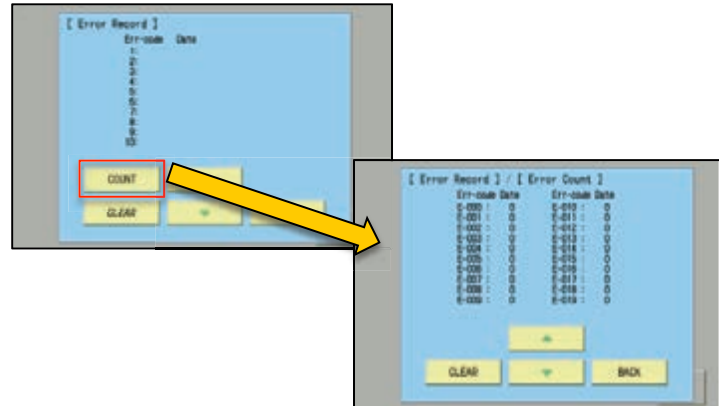 [ Error Record ]
Err-code Date
1:
2:
3:
4:
5:
6:
7:
8:
9:
10:
COUNT
CLEAR
[ Error Record ] / [ Error Count ]
Err-code Date Err-code Date
E-000 : 0 E-010 : 0
E-001 : 0 E-011 : 0
E-002 : 0 E-012 : 0
E-003 : 0 E-013 : 0
E-004 : 0 E-014 : 0
E-005 : 0 E-015 : 0
E-006 : 0 E-016 : 0
E-007 : 0 E-017 : 0
E-008 : 0 E-018 : 0
E-009 : 0 E-019 : 0
CLEAR BACK